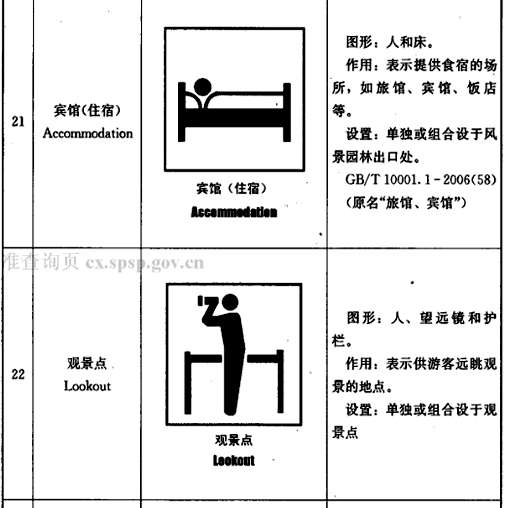 21
宾馆(住宿)
Accommodation
宾馆（住宿）
Accommodation
图形：人和床。
作用：表示提供食宿的场
所，如旅馆、宾馆、饭店
等。
设置：单独或组合设于风
景园林出口处。
GB/T 10001.1－2006(58)
(原名“旅馆、宾馆”)
准查询页 cx.spsp.gov.cn
22
观景点
Lookout
观景点
Lookout
图形：人、望远镜和护
栏。
作用：表示供游客远眺观
景的地点。
设置：单独或组合设于观
景点